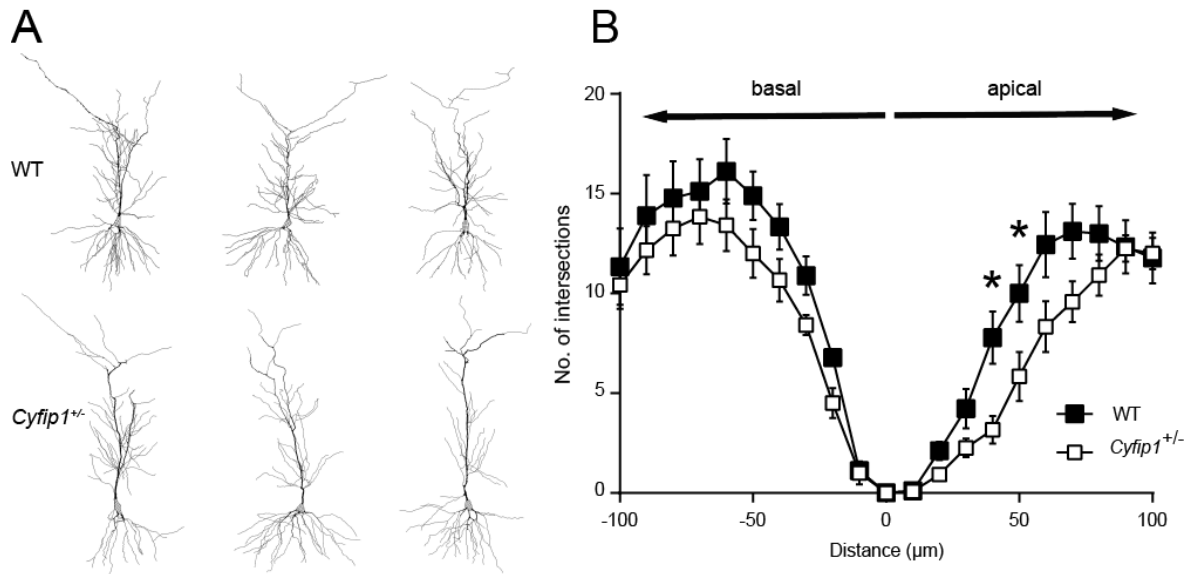 A
B
WT
Cyfip1+/-
basal
apical
20
15
10
5
0
No. of intersections
*
*
WT
Cyfip1+/-
-100
-50
0
50
100
Distance (µm)